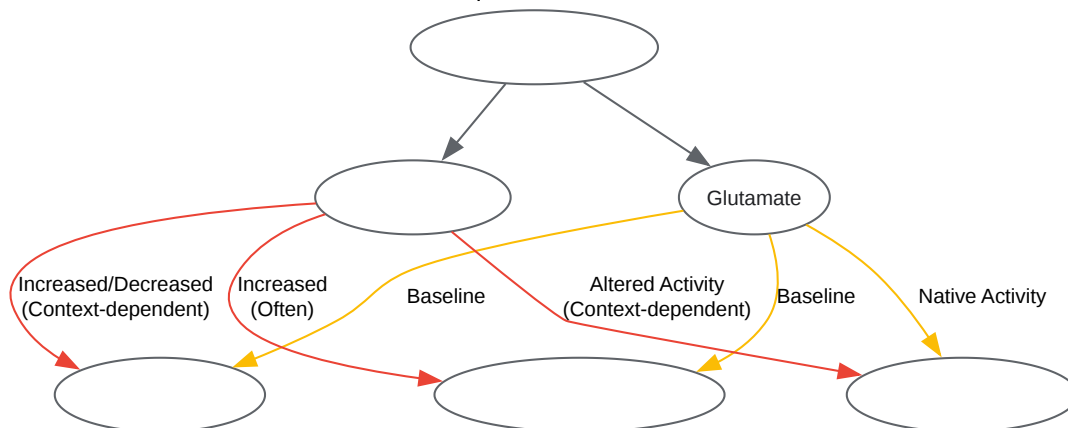 Glutamate
Increased/Decreased
(Context-dependent)
Increased
(Often)
Baseline
Altered Activity
(Context-dependent)
Baseline
Native Activity